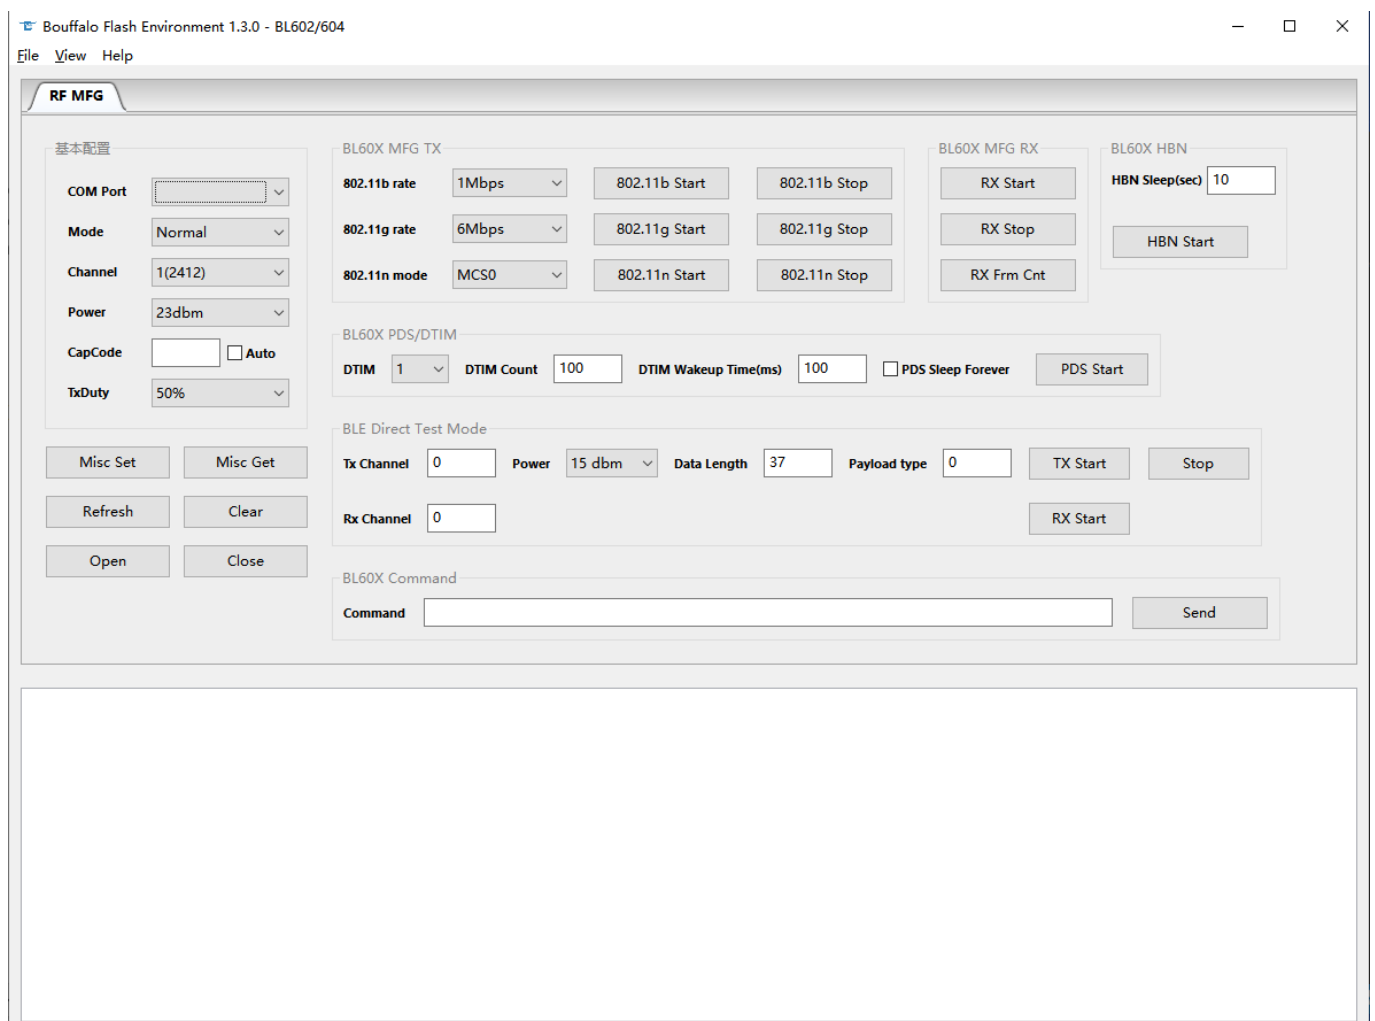 Bouffalo Flash Environment 1.3.0 - BL602/604
File View Help
RF MFG
基本配置
COM Port
Mode Normal
Channel 1(2412)
Power 23dbm
CapCode Auto
TxDuty 50%
Misc Set Misc Get
Refresh Clear
Open Close
BL60X MFG TX
802.11b rate 1Mbps 802.11b Start 802.11b Stop
802.11g rate 6Mbps 802.11g Start 802.11g Stop
802.11n mode MCS0 802.11n Start 802.11n Stop
BL60X MFG RX
RX Start
RX Stop
RX Frm Cnt
BL60X HBN
HBN Sleep(sec) 10
HBN Start
BL60X PDS/DTIM
DTIM 1 DTIM Count 100 DTIM Wakeup Time(ms) 100 PDS Sleep Forever PDS Start
BLE Direct Test Mode
Tx Channel 0 Power 15 dbm Data Length 37 Payload type 0 TX Start Stop
Rx Channel 0 RX Start
BL60X Command
Command Send